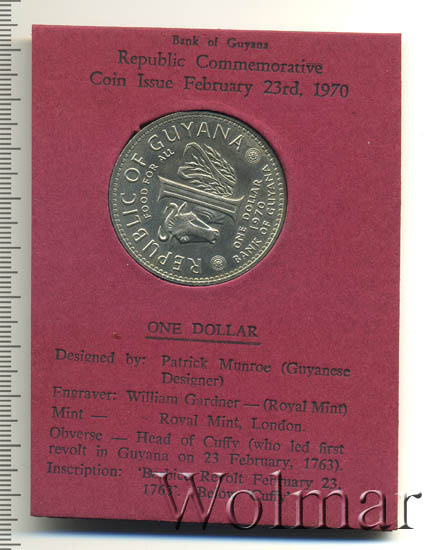 Bank of Guyana
Republic Commemorative
Coin Issue February 23rd, 1970
REPUBLIC OF GUYANA
FOOD FOR ALL
ONE DOLLAR
1970
BANK OF GUYANA
ONE DOLLAR
Designed by: Patrick Munroe (Guyanese
Designer)
Engraver: William Gardner — (Royal Mint)
Mint — Royal Mint, London.
Obverse — Head of Cuffy (who led first
revolt in Guyana on 23 February, 1763).
Inscription: 'Berbice Revolt February 23,
1763'. Below 'Cuffy'
Wolmar